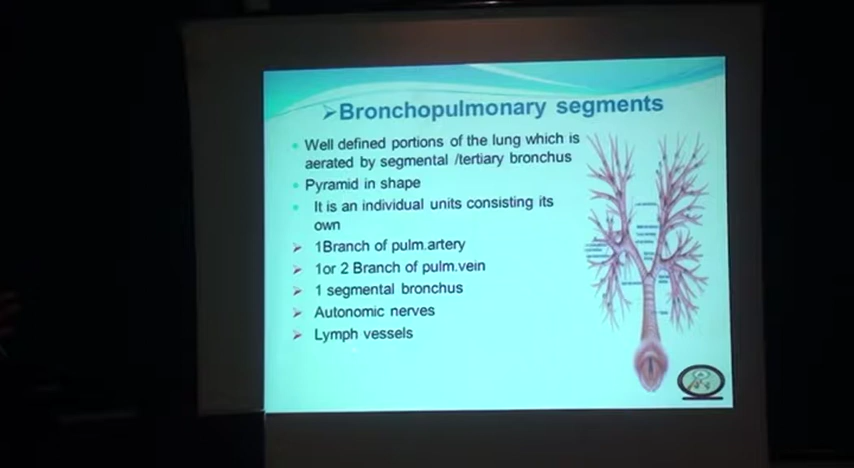 ➢Bronchopulmonary segments
• Well defined portions of the lung which is
aerated by segmental /tertiary bronchus
• Pyramid in shape
• It is an individual units consisting its
own
➢ 1Branch of pulm.artery
➢ 1or 2 Branch of pulm.vein
➢ 1 segmental bronchus
➢ Autonomic nerves
➢ Lymph vessels